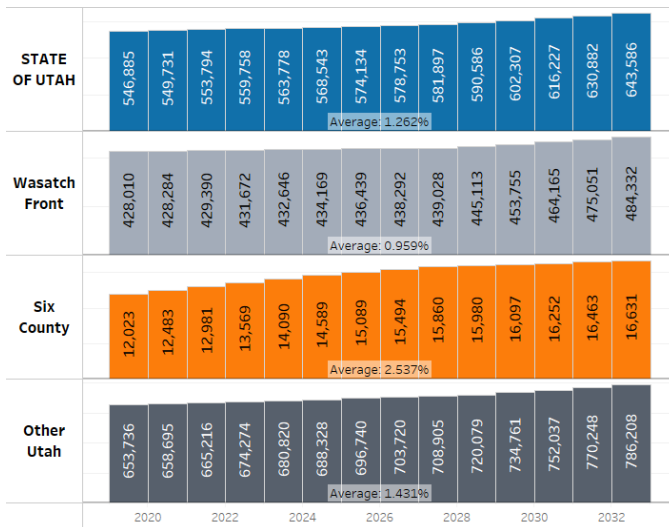 STATE
OF UTAH
546,885 549,731 553,794 559,758 563,778 568,543 574,134 578,753 581,897 590,586 602,307 616,227 630,882 643,586
Average: 1.262%
Wasatch
Front
428,010 428,284 429,390 431,672 432,646 434,169 436,439 438,292 439,028 445,113 453,755 464,165 475,051 484,332
Average: 0.959%
Six
County
12,023 12,483 12,981 13,569 14,090 14,589 15,089 15,494 15,860 15,980 16,097 16,252 16,463 16,631
Average: 2.537%
Other
Utah
653,736 658,695 665,216 674,274 680,820 688,328 696,740 703,720 708,905 720,079 734,761 752,037 770,248 786,208
Average: 1.431%
2020 2022 2024 2026 2028 2030 2032